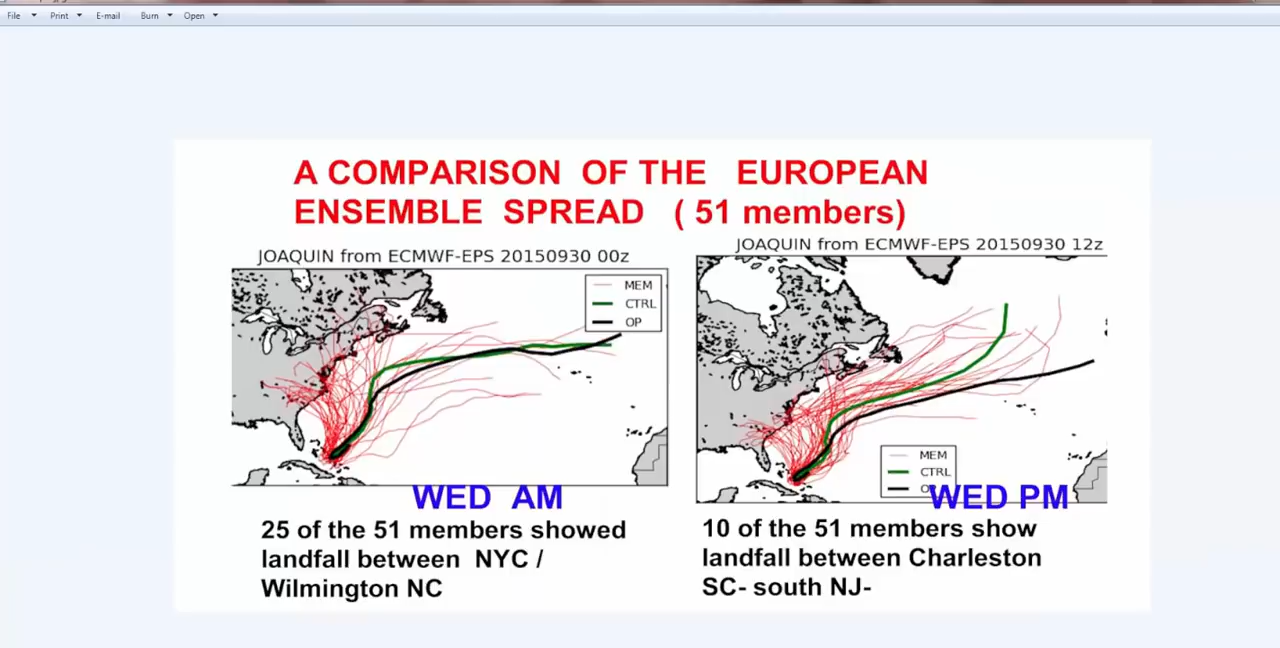 File Print E-mail Burn Open
A COMPARISON OF THE EUROPEAN
ENSEMBLE SPREAD ( 51 members)
JOAQUIN from ECMWF-EPS 20150930 00z
MEM
CTRL
OP
WED AM
25 of the 51 members showed
landfall between NYC /
Wilmington NC
JOAQUIN from ECMWF-EPS 20150930 12z
MEM
CTRL
WED PM
10 of the 51 members show
landfall between Charleston
SC- south NJ-